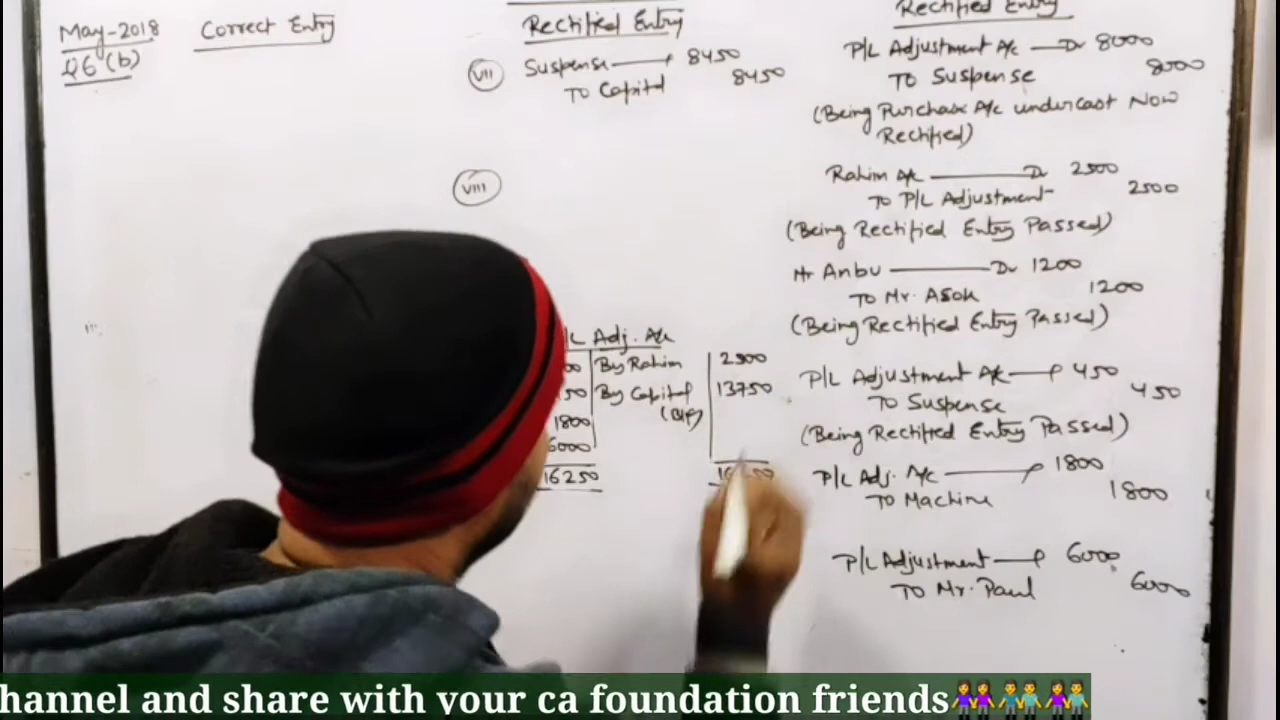 May-2018 Correct Entry
Q6 (b)
Rectified Entry
VII Suspense 8450
To Capital 8450
VIII
/L Adj. A/c
00 By Rahim 2500
50 By Capital 13750
1800 (B/F)
6000
16250 16250
Rectified Entry
P/L Adjustment A/c Dr 8000
To Suspense 8000
(Being Purchase A/c undercast Now
Rectified)
Rahim A/c Dr 2500
To P/L Adjustment 2500
(Being Rectified Entry Passed)
Mr Anbu Dr 1200
To Mr. Asok 1200
(Being Rectified Entry Passed)
P/L Adjustment A/c 450
To Suspense 450
(Being Rectified Entry Passed)
P/L Adj. A/c 1800
To Machine 1800
P/L Adjustment 6000
To Mr. Paul 6000
hannel and share with your ca foundation friends